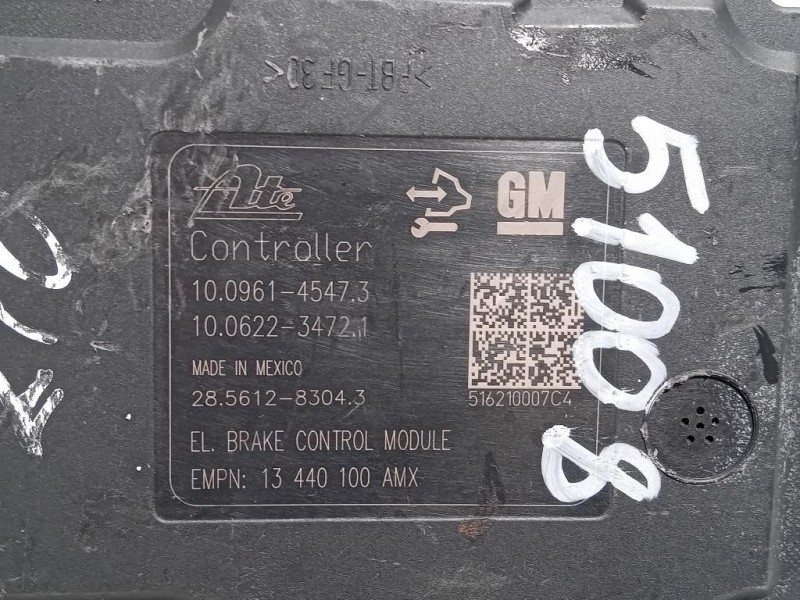 >PBT-GF30<
Ate
GM
Controller
10.0961-4547.3
10.0622-3472.1
MADE IN MEXICO
28.5612-8304.3
516210007C4
EL. BRAKE CONTROL MODULE
EMPN: 13 440 100 AMX
51008